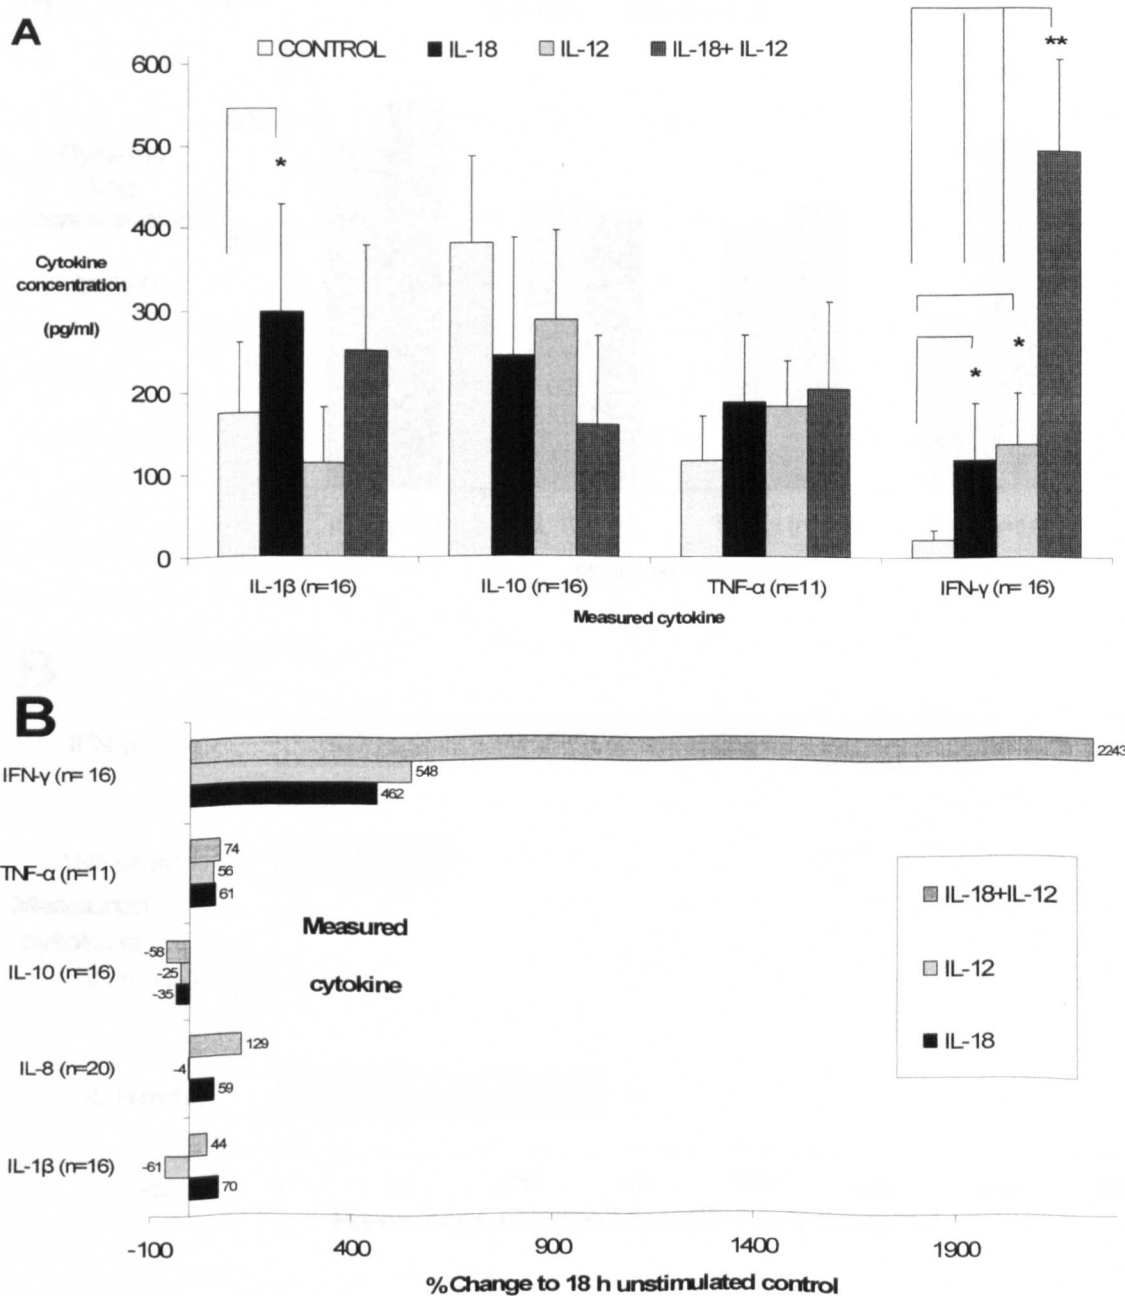 A
CONTROL IL-18 IL-12 IL-18+ IL-12
**
600
500
*
400
Cytokine
concentration
(pg/ml)
300
*
*
200
100
0
IL-1β (n=16) IL-10 (n=16) TNF-α (n=11) IFN-γ (n= 16)
Measured cytokine
B
2243
IFN-γ (n= 16) 548
462
74
TNF-α (n=11) 56
61
Measured
cytokine
-58
IL-10 (n=16) -25
-35
129
IL-8 (n=20) -4
59
44
IL-1β (n=16) -61
70
IL-18+IL-12
IL-12
IL-18
-100 400 900 1400 1900
%Change to 18 h unstimulated control